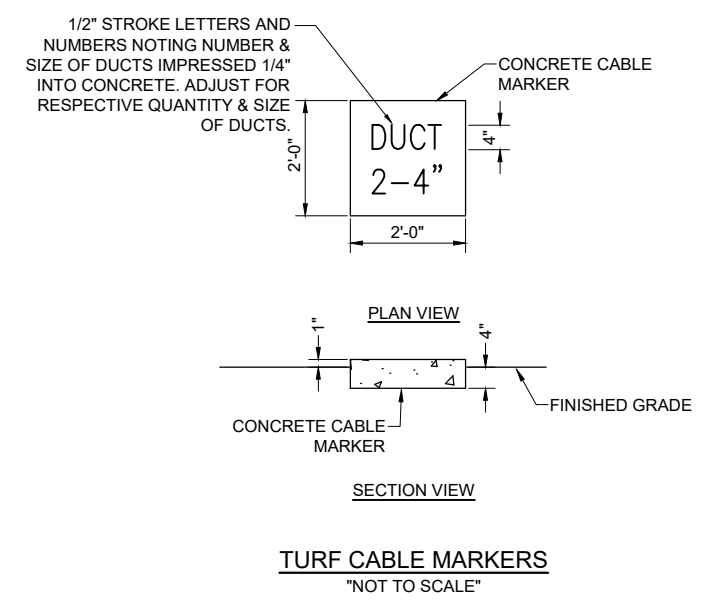 1/2" STROKE LETTERS AND
NUMBERS NOTING NUMBER &
SIZE OF DUCTS IMPRESSED 1/4"
INTO CONCRETE. ADJUST FOR
RESPECTIVE QUANTITY & SIZE
OF DUCTS.
CONCRETE CABLE
MARKER
DUCT
2-4”
4"
2'-0"
2'-0"
PLAN VIEW
1"
4"
FINISHED GRADE
CONCRETE CABLE
MARKER
SECTION VIEW
TURF CABLE MARKERS
"NOT TO SCALE"